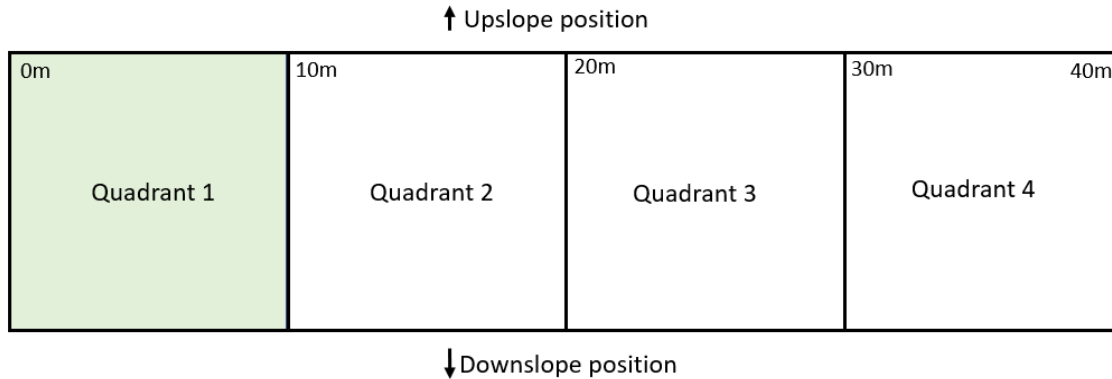 Upslope position
0m
10m
20m
30m
40m
Quadrant 1
Quadrant 2
Quadrant 3
Quadrant 4
Downslope position